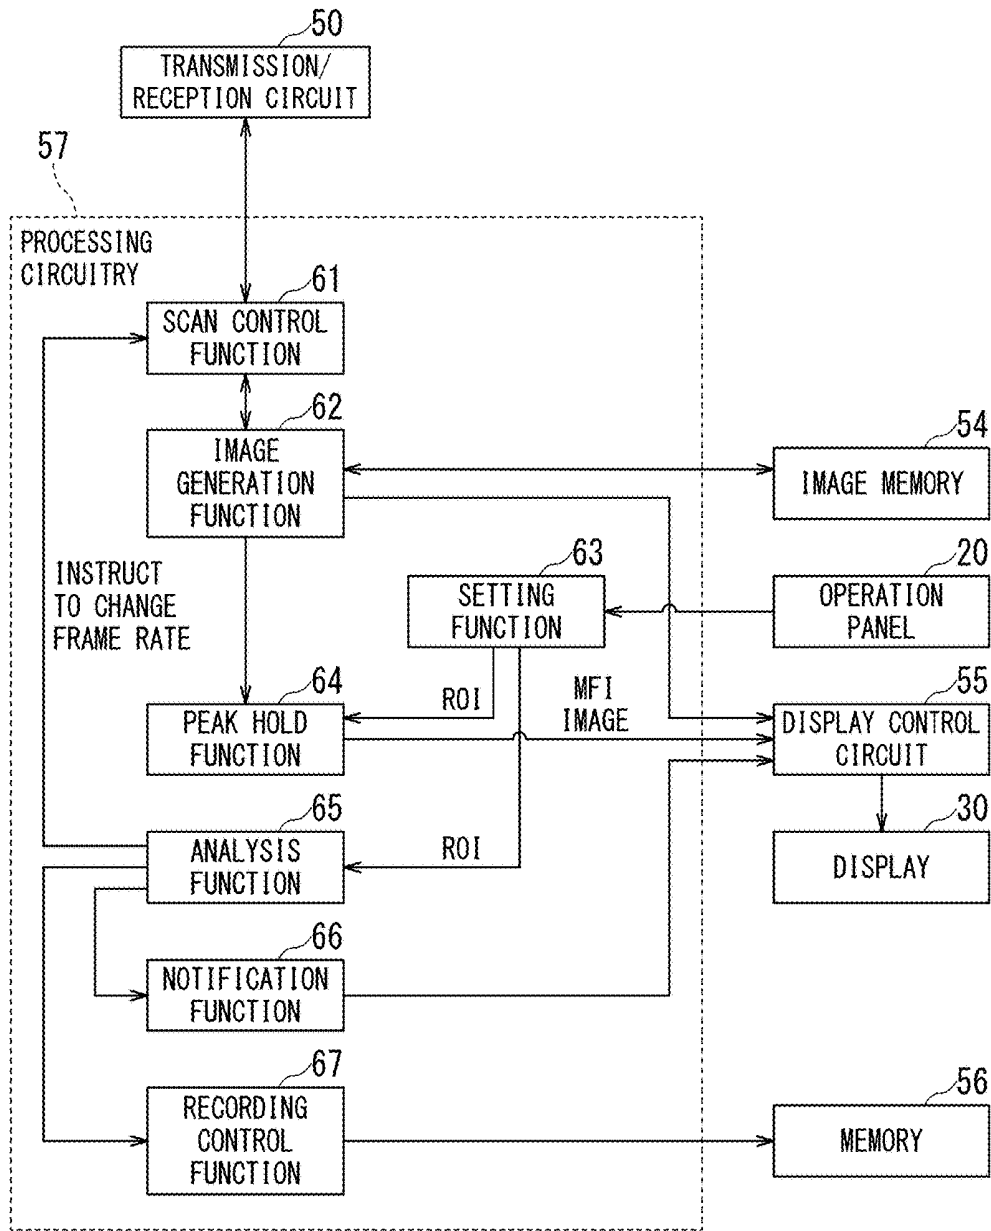 50
TRANSMISSION/
RECEPTION CIRCUIT
57
PROCESSING
CIRCUITRY
61
SCAN CONTROL
FUNCTION
62
IMAGE
GENERATION
FUNCTION
54
IMAGE MEMORY
INSTRUCT
TO CHANGE
FRAME RATE
63
SETTING
FUNCTION
20
OPERATION
PANEL
64
PEAK HOLD
FUNCTION
ROI
MFI
IMAGE
55
DISPLAY CONTROL
CIRCUIT
65
ANALYSIS
FUNCTION
ROI
30
DISPLAY
66
NOTIFICATION
FUNCTION
67
RECORDING
CONTROL
FUNCTION
56
MEMORY